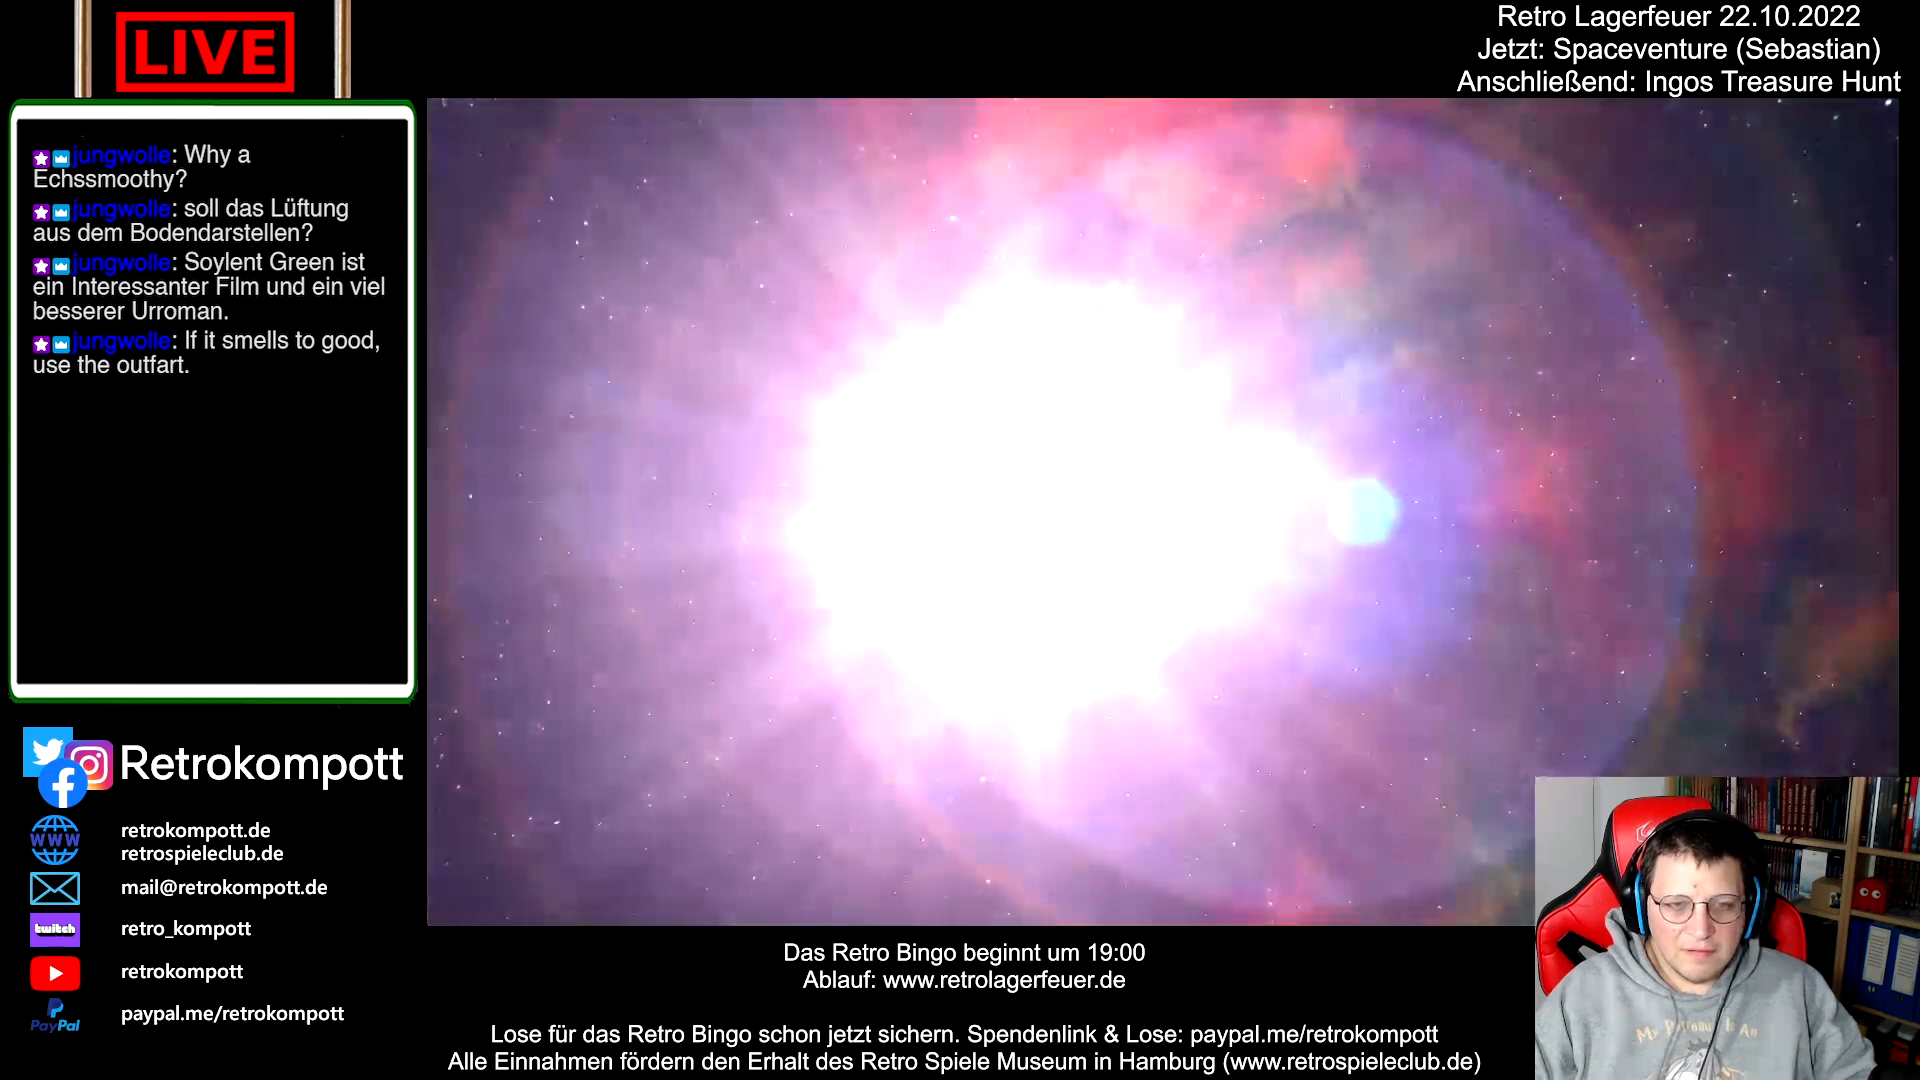 LIVE
Retro Lagerfeuer 22.10.2022
Jetzt: Spaceventure (Sebastian)
Anschließend: Ingos Treasure Hunt
jungwolle: Why a
Echssmoothy?
jungwolle: soll das Lüftung
aus dem Bodendarstellen?
jungwolle: Soylent Green ist
ein Interessanter Film und ein viel
besserer Urroman.
jungwolle: If it smells to good,
use the outfart.
Retrokompott
www
retrokompott.de
retrospieleclub.de
mail@retrokompott.de
twitch
retro_kompott
retrokompott
PayPal
paypal.me/retrokompott
Das Retro Bingo beginnt um 19:00
Ablauf: www.retrolagerfeuer.de
Lose für das Retro Bingo schon jetzt sichern. Spendenlink & Lose: paypal.me/retrokompott
Alle Einnahmen fördern den Erhalt des Retro Spiele Museum in Hamburg (www.retrospieleclub.de)
My Patronus Is An